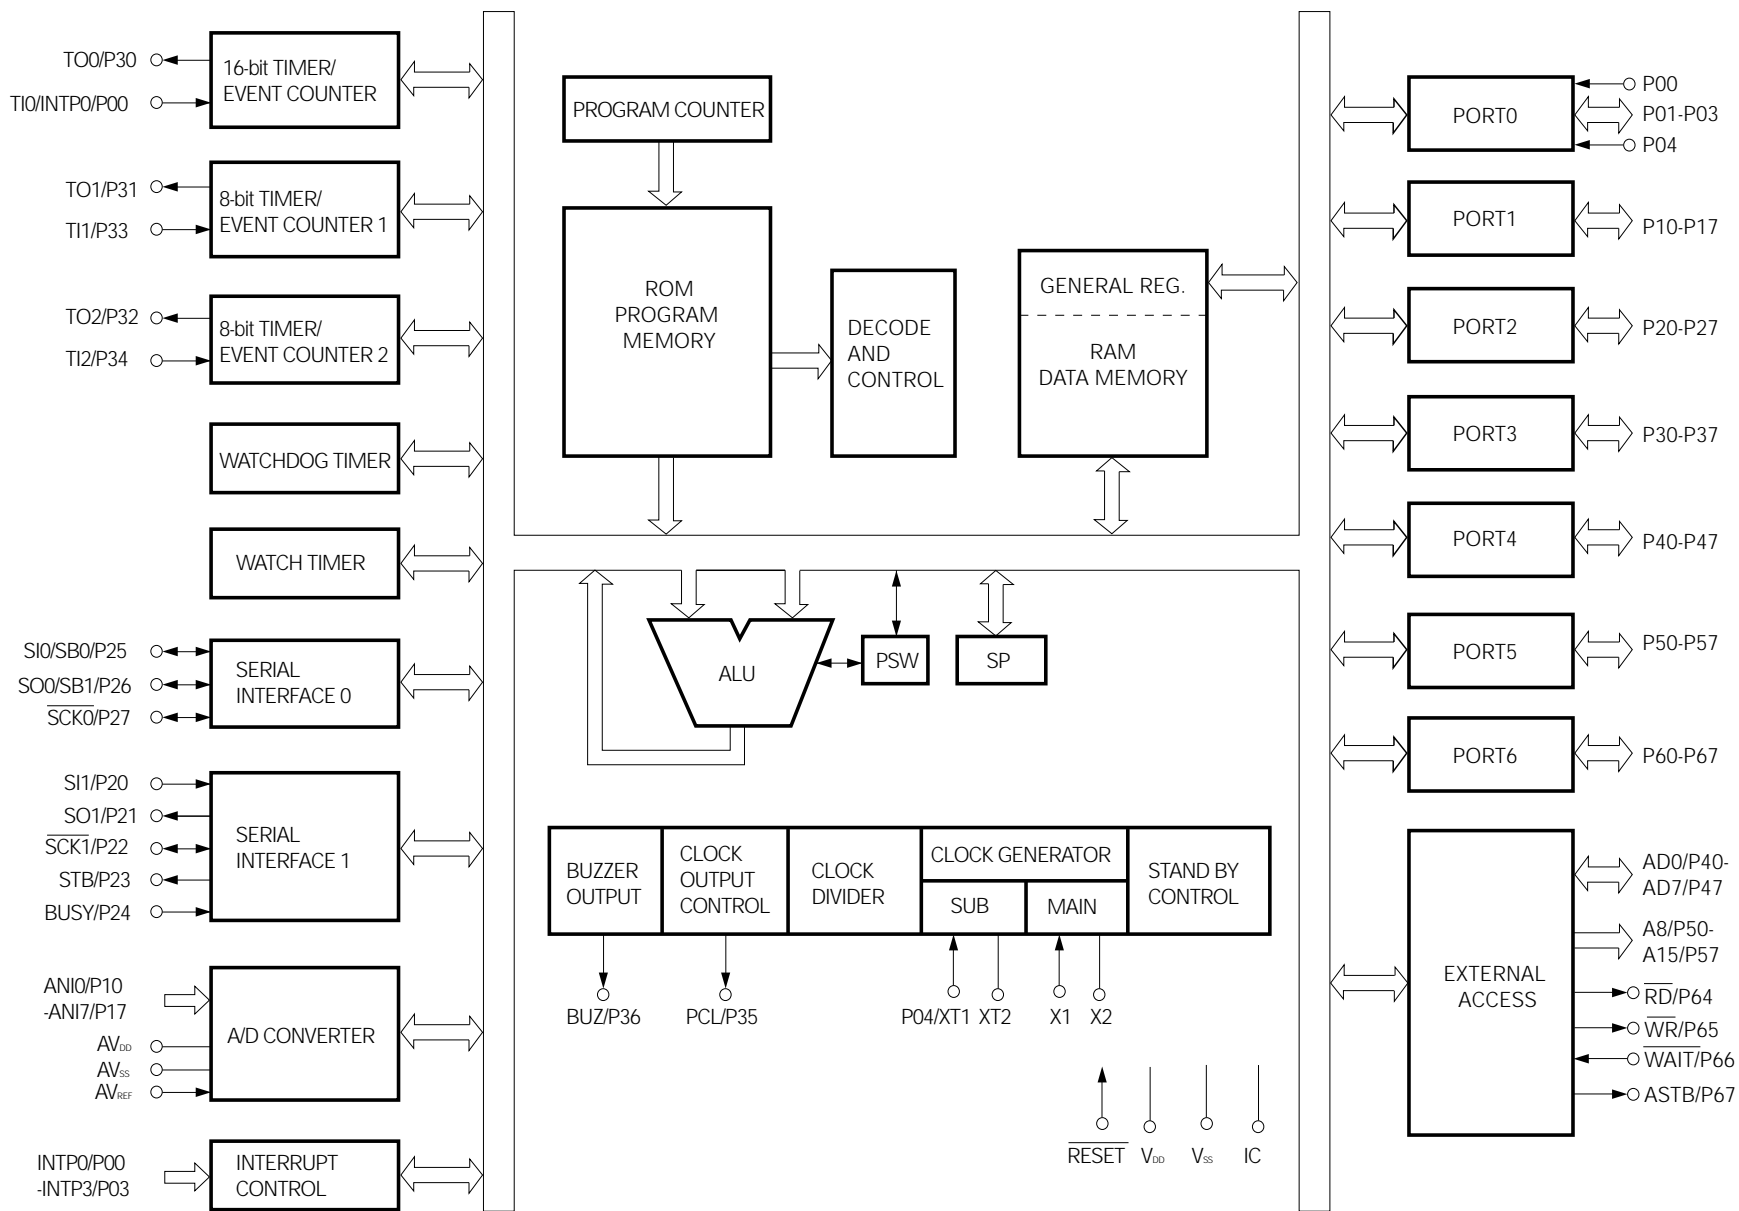 TO0/P30
TI0/INTP0/P00
16-bit TIMER/
EVENT COUNTER
TO1/P31
TI1/P33
8-bit TIMER/
EVENT COUNTER 1
TO2/P32
TI2/P34
8-bit TIMER/
EVENT COUNTER 2
WATCHDOG TIMER
WATCH TIMER
SI0/SB0/P25
SO0/SB1/P26
SCK0/P27
SERIAL
INTERFACE 0
SI1/P20
SO1/P21
SCK1/P22
STB/P23
BUSY/P24
SERIAL
INTERFACE 1
ANI0/P10
-ANI7/P17
AVDD
AVSS
AVREF
A/D CONVERTER
INTP0/P00
-INTP3/P03
INTERRUPT
CONTROL
PROGRAM COUNTER
ROM
PROGRAM
MEMORY
DECODE
AND
CONTROL
GENERAL REG.
RAM
DATA MEMORY
ALU
PSW
SP
BUZZER
OUTPUT
CLOCK
OUTPUT
CONTROL
CLOCK
DIVIDER
CLOCK GENERATOR
SUB
MAIN
STAND BY
CONTROL
BUZ/P36
PCL/P35
P04/XT1
XT2
X1
X2
RESET
VDD
VSS
IC
PORT0
P00
P01-P03
P04
PORT1
P10-P17
PORT2
P20-P27
PORT3
P30-P37
PORT4
P40-P47
PORT5
P50-P57
PORT6
P60-P67
EXTERNAL
ACCESS
AD0/P40-
AD7/P47
A8/P50-
A15/P57
RD/P64
WR/P65
WAIT/P66
ASTB/P67